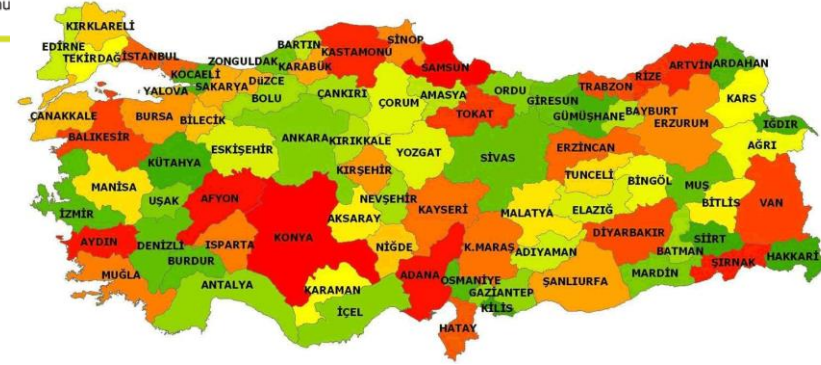 nu
KIRKLARELİ
EDİRNE
TEKİRDAĞ
İSTANBUL
KOCAELİ
YALOVA
SAKARYA
ZONGULDAK
DÜZCE
BOLU
BARTIN
KARABÜK
KASTAMONU
SİNOP
SAMSUN
ÇANKIRI
ÇORUM
AMASYA
TOKAT
ORDU
GİRESUN
GÜMÜŞHANE
TRABZON
RİZE
ARTVİN
ARDAHAN
BAYBURT
ERZURUM
KARS
IĞDIR
AĞRI
ÇANAKKALE
BALIKESİR
BURSA
BİLECİK
KÜTAHYA
ESKİŞEHİR
ANKARA
KIRIKKALE
KIRŞEHİR
YOZGAT
SİVAS
ERZİNCAN
TUNCELİ
BİNGÖL
MUŞ
BİTLİS
VAN
MANİSA
İZMİR
UŞAK
AFYON
KONYA
AKSARAY
NEVŞEHİR
NİĞDE
KAYSERİ
MALATYA
ELAZIĞ
DİYARBAKIR
BATMAN
SİİRT
ŞIRNAK
HAKKARİ
AYDIN
DENİZLİ
ISPARTA
BURDUR
MUĞLA
ANTALYA
KARAMAN
İÇEL
ADANA
K.MARAŞ
OSMANİYE
GAZİANTEP
KİLİS
HATAY
ADIYAMAN
ŞANLIURFA
MARDİN